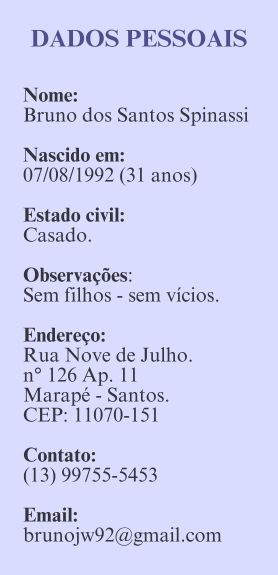 DADOS PESSOAIS
Nome:
Bruno dos Santos Spinassi
Nascido em:
07/08/1992 (31 anos)
Estado civil:
Casado.
Observações:
Sem filhos - sem vícios.
Endereço:
Rua Nove de Julho.
n° 126 Ap. 11
Marapé - Santos.
CEP: 11070-151
Contato:
(13) 99755-5453
Email:
brunojw92@gmail.com